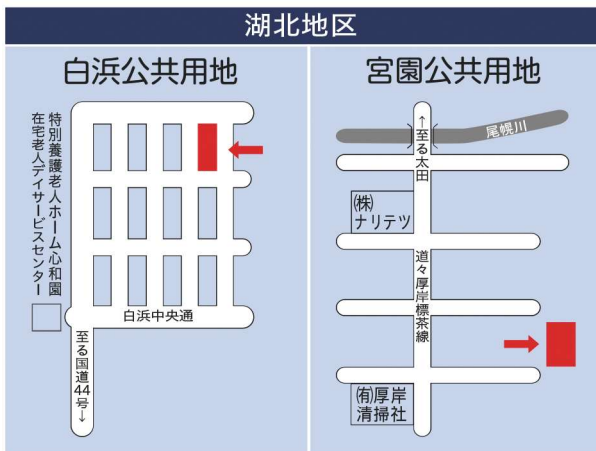 湖北地区
白浜公共用地
特別養護老人ホーム心和園
在宅老人デイサービスセンター
白浜中央通
至る国道44号→
宮園公共用地
←至る太田
尾幌川
㈱
ナリテツ
道々厚岸標茶線
㈲厚岸
清掃社